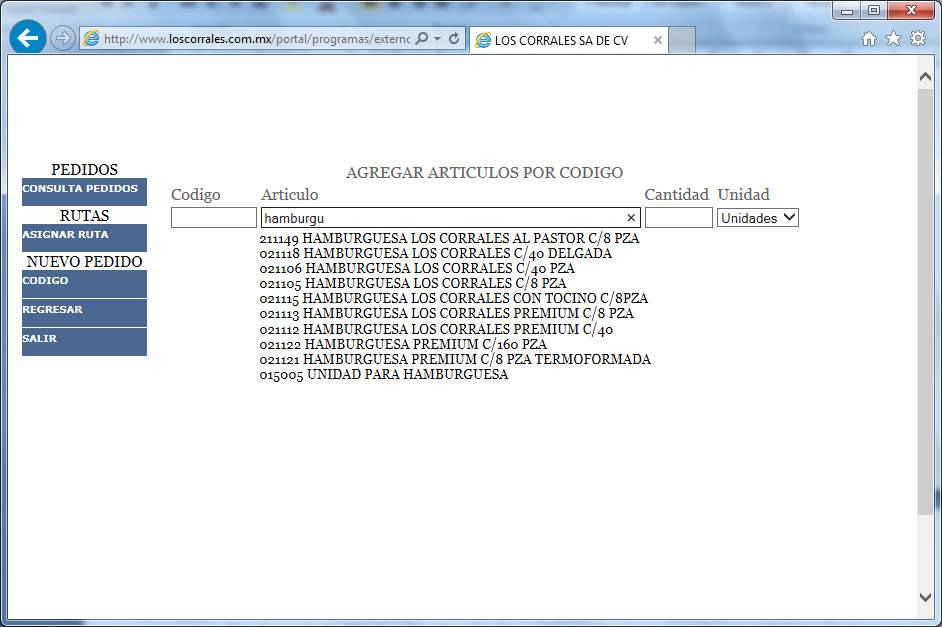 http://www.loscorrales.com.mx/portal/programas/externo
LOS CORRALES SA DE CV
PEDIDOS
CONSULTA PEDIDOS
RUTAS
ASIGNAR RUTA
NUEVO PEDIDO
CODIGO
REGRESAR
SALIR
AGREGAR ARTICULOS POR CODIGO
Codigo Articulo Cantidad Unidad
hamburgu Unidades
211149 HAMBURGUESA LOS CORRALES AL PASTOR C/8 PZA
021118 HAMBURGUESA LOS CORRALES C/40 DELGADA
021106 HAMBURGUESA LOS CORRALES C/40 PZA
021105 HAMBURGUESA LOS CORRALES C/8 PZA
021115 HAMBURGUESA LOS CORRALES CON TOCINO C/8PZA
021113 HAMBURGUESA LOS CORRALES PREMIUM C/8 PZA
021112 HAMBURGUESA LOS CORRALES PREMIUM C/40
021122 HAMBURGUESA PREMIUM C/160 PZA
021121 HAMBURGUESA PREMIUM C/8 PZA TERMOFORMADA
015005 UNIDAD PARA HAMBURGUESA